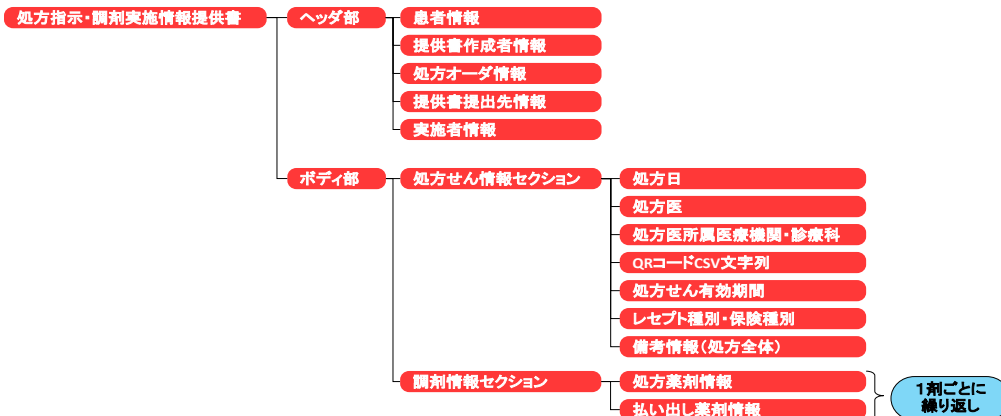 処方指示・調剤実施情報提供書
ヘッダ部
患者情報
提供書作成者情報
処方オーダ情報
提供書提出先情報
実施者情報
ボディ部
処方せん情報セクション
処方日
処方医
処方医所属医療機関・診療科
QRコードCSV文字列
処方せん有効期間
レセプト種別・保険種別
備考情報（処方全体）
調剤情報セクション
処方薬剤情報
払い出し薬剤情報
１剤ごとに
繰り返し